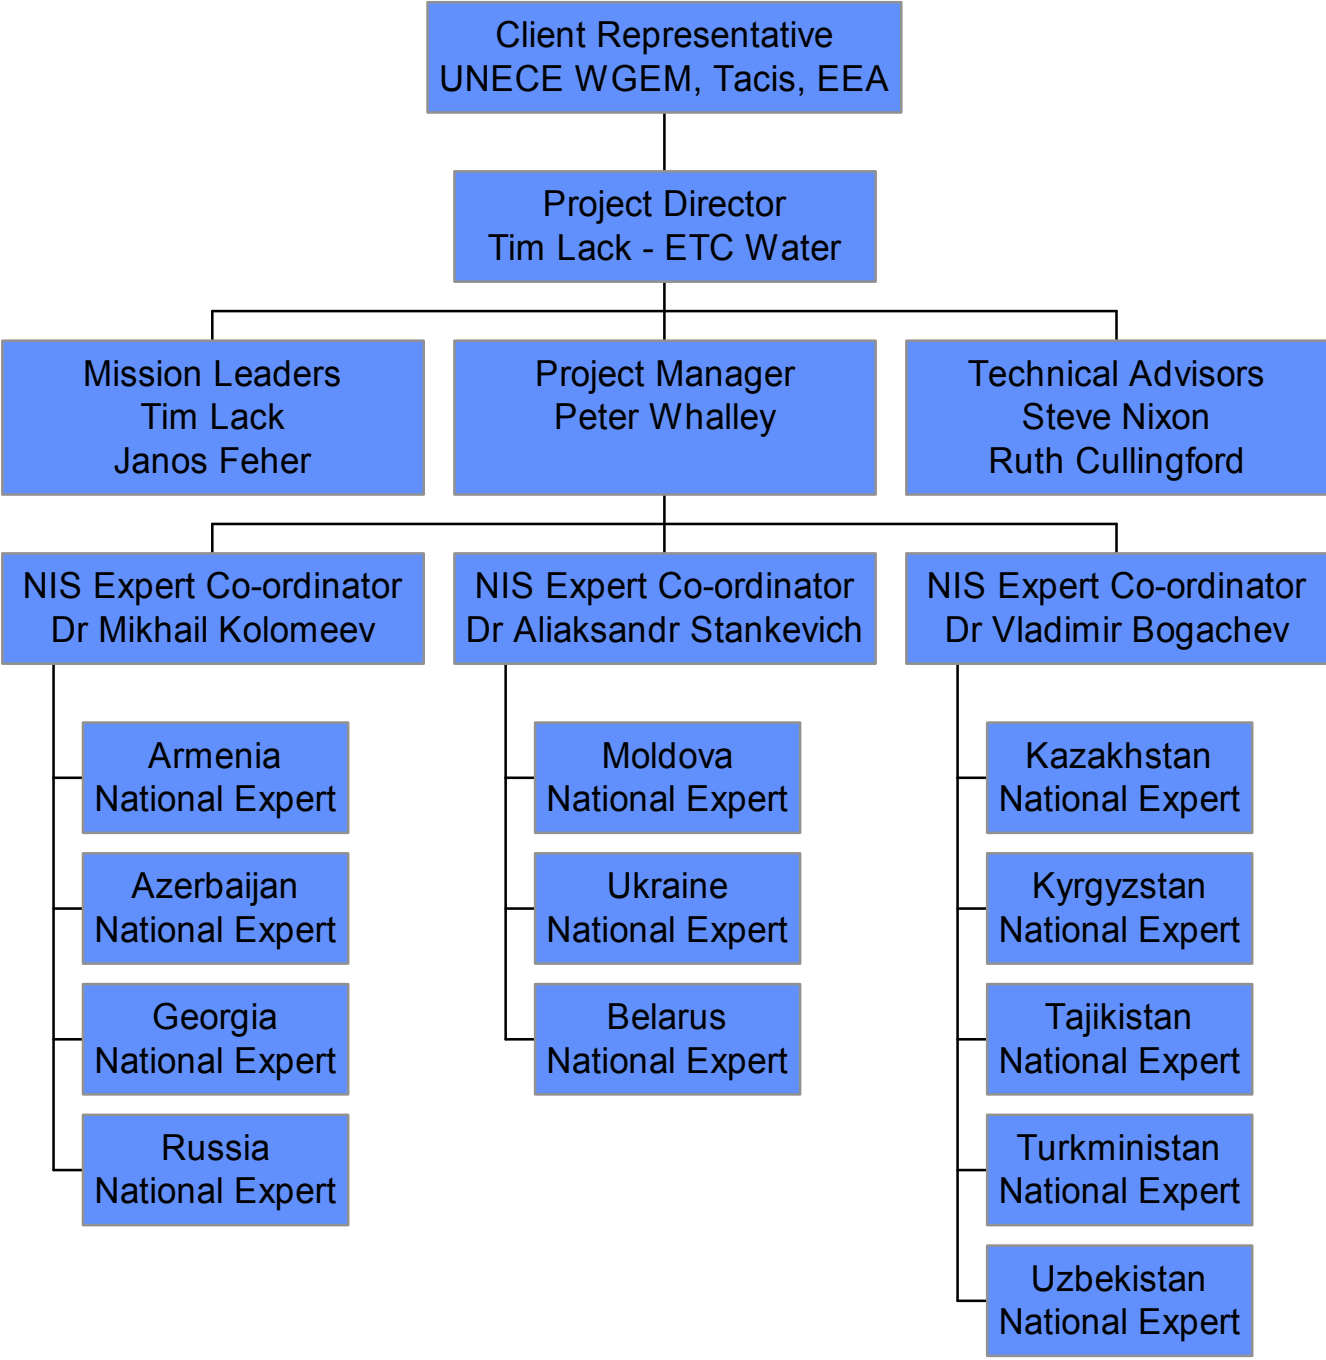 Client Representative
UNECE WGEM, Tacis, EEA
Project Director
Tim Lack - ETC Water
Mission Leaders
Tim Lack
Janos Feher
Project Manager
Peter Whalley
Technical Advisors
Steve Nixon
Ruth Cullingford
NIS Expert Co-ordinator
Dr Mikhail Kolomeev
NIS Expert Co-ordinator
Dr Aliaksandr Stankevich
NIS Expert Co-ordinator
Dr Vladimir Bogachev
Armenia
National Expert
Azerbaijan
National Expert
Georgia
National Expert
Russia
National Expert
Moldova
National Expert
Ukraine
National Expert
Belarus
National Expert
Kazakhstan
National Expert
Kyrgyzstan
National Expert
Tajikistan
National Expert
Turkministan
National Expert
Uzbekistan
National Expert